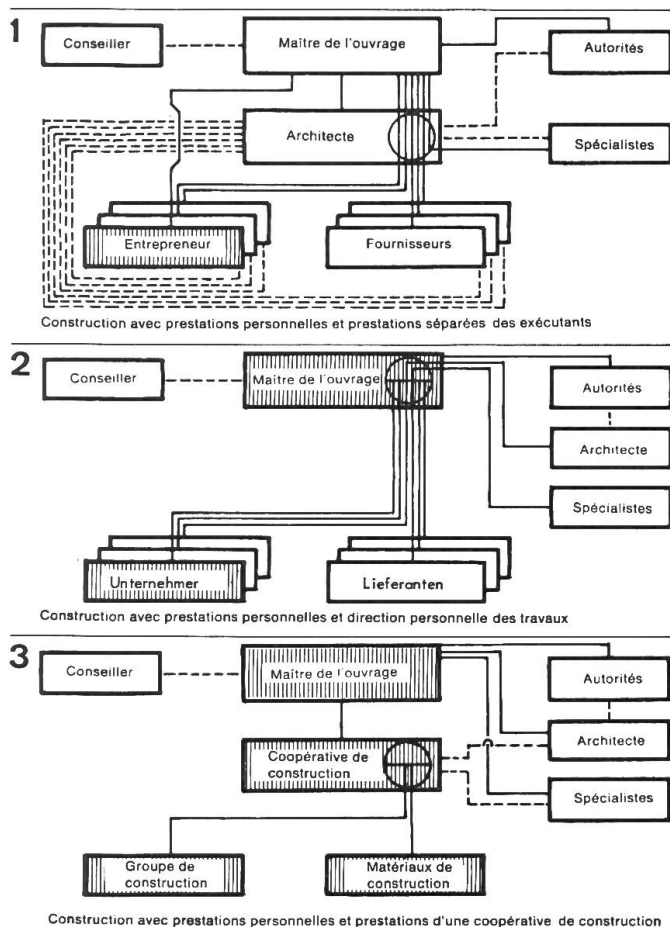 1
Conseiller
Maître de l'ouvrage
Autorités
Architecte
Spécialistes
Entrepreneur
Fournisseurs
Construction avec prestations personnelles et prestations séparées des exécutants
2
Conseiller
Maître de l'ouvrage
Autorités
Architecte
Spécialistes
Unternehmer
Lieferanten
Construction avec prestations personnelles et direction personnelle des travaux
3
Conseiller
Maître de l'ouvrage
Autorités
Architecte
Coopérative de
construction
Spécialistes
Groupe de
construction
Matériaux de
construction
Construction avec prestations personnelles et prestations d'une coopérative de construction